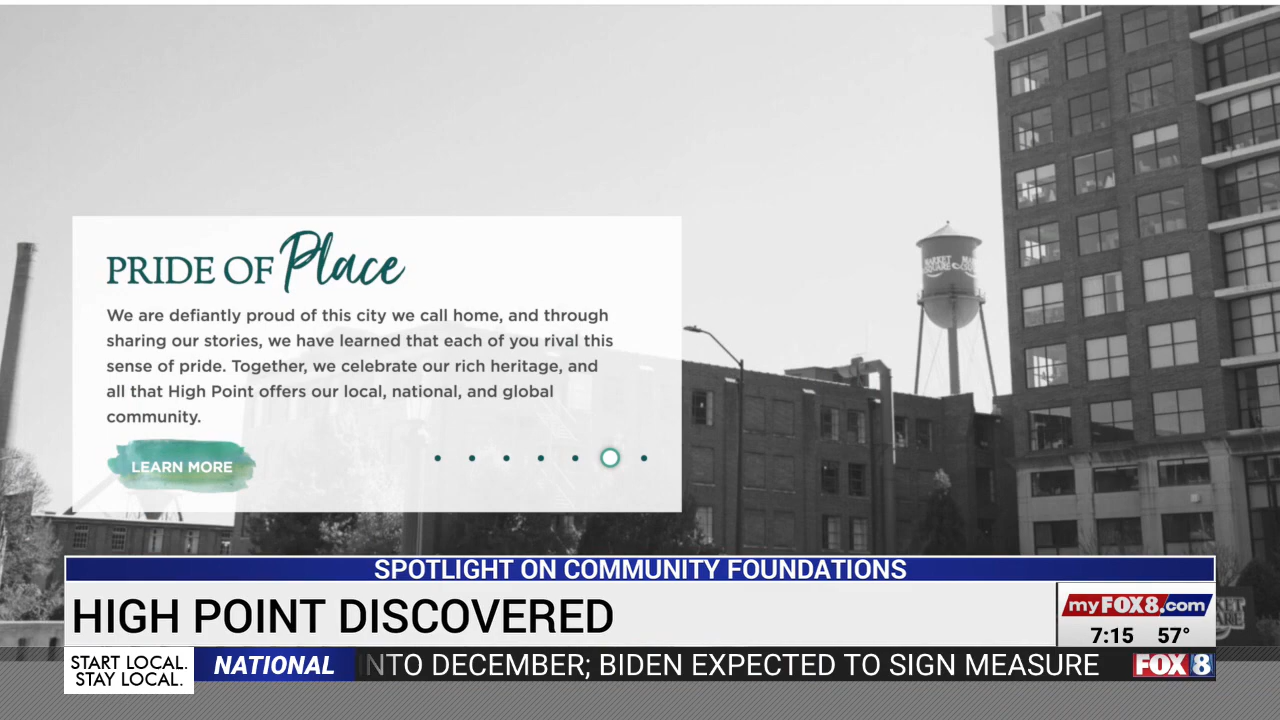 MARKET
SQUARE
PRIDE OF Place
We are defiantly proud of this city we call home, and through
sharing our stories, we have learned that each of you rival this
sense of pride. Together, we celebrate our rich heritage, and
all that High Point offers our local, national, and global
community.
LEARN MORE
SPOTLIGHT ON COMMUNITY FOUNDATIONS
HIGH POINT DISCOVERED
myFOX8.com
7:15 57°
START LOCAL.
STAY LOCAL.
NATIONAL
INTO DECEMBER; BIDEN EXPECTED TO SIGN MEASURE
FOX 8